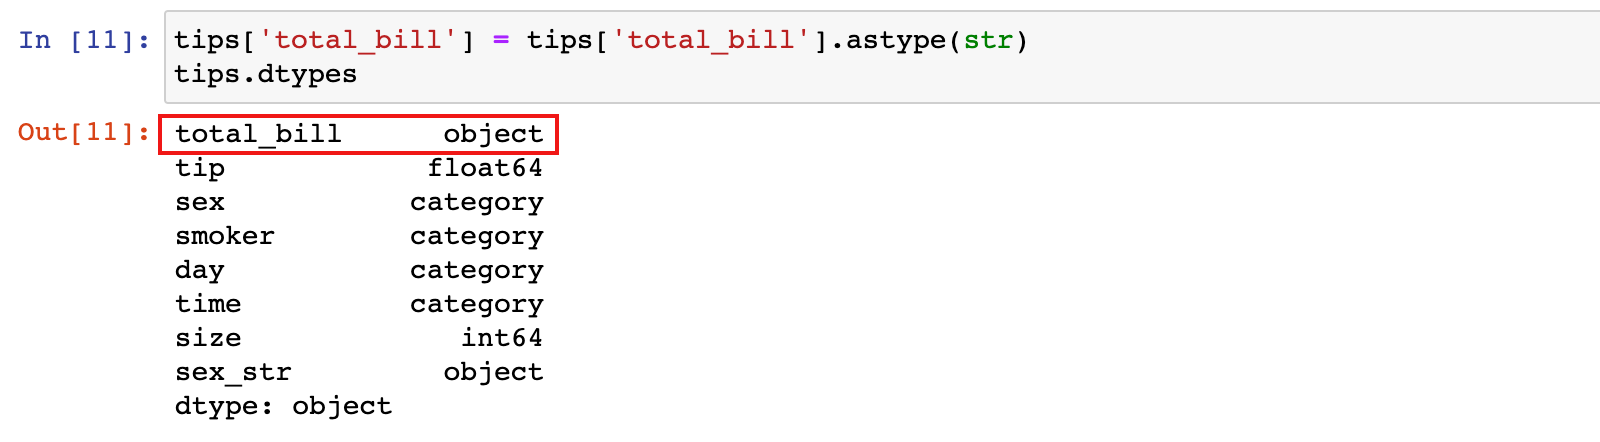 In [11]: tips['total_bill'] = tips['total_bill'].astype(str)
tips.dtypes
Out[11]: total_bill object
tip float64
sex category
smoker category
day category
time category
size int64
sex_str object
dtype: object